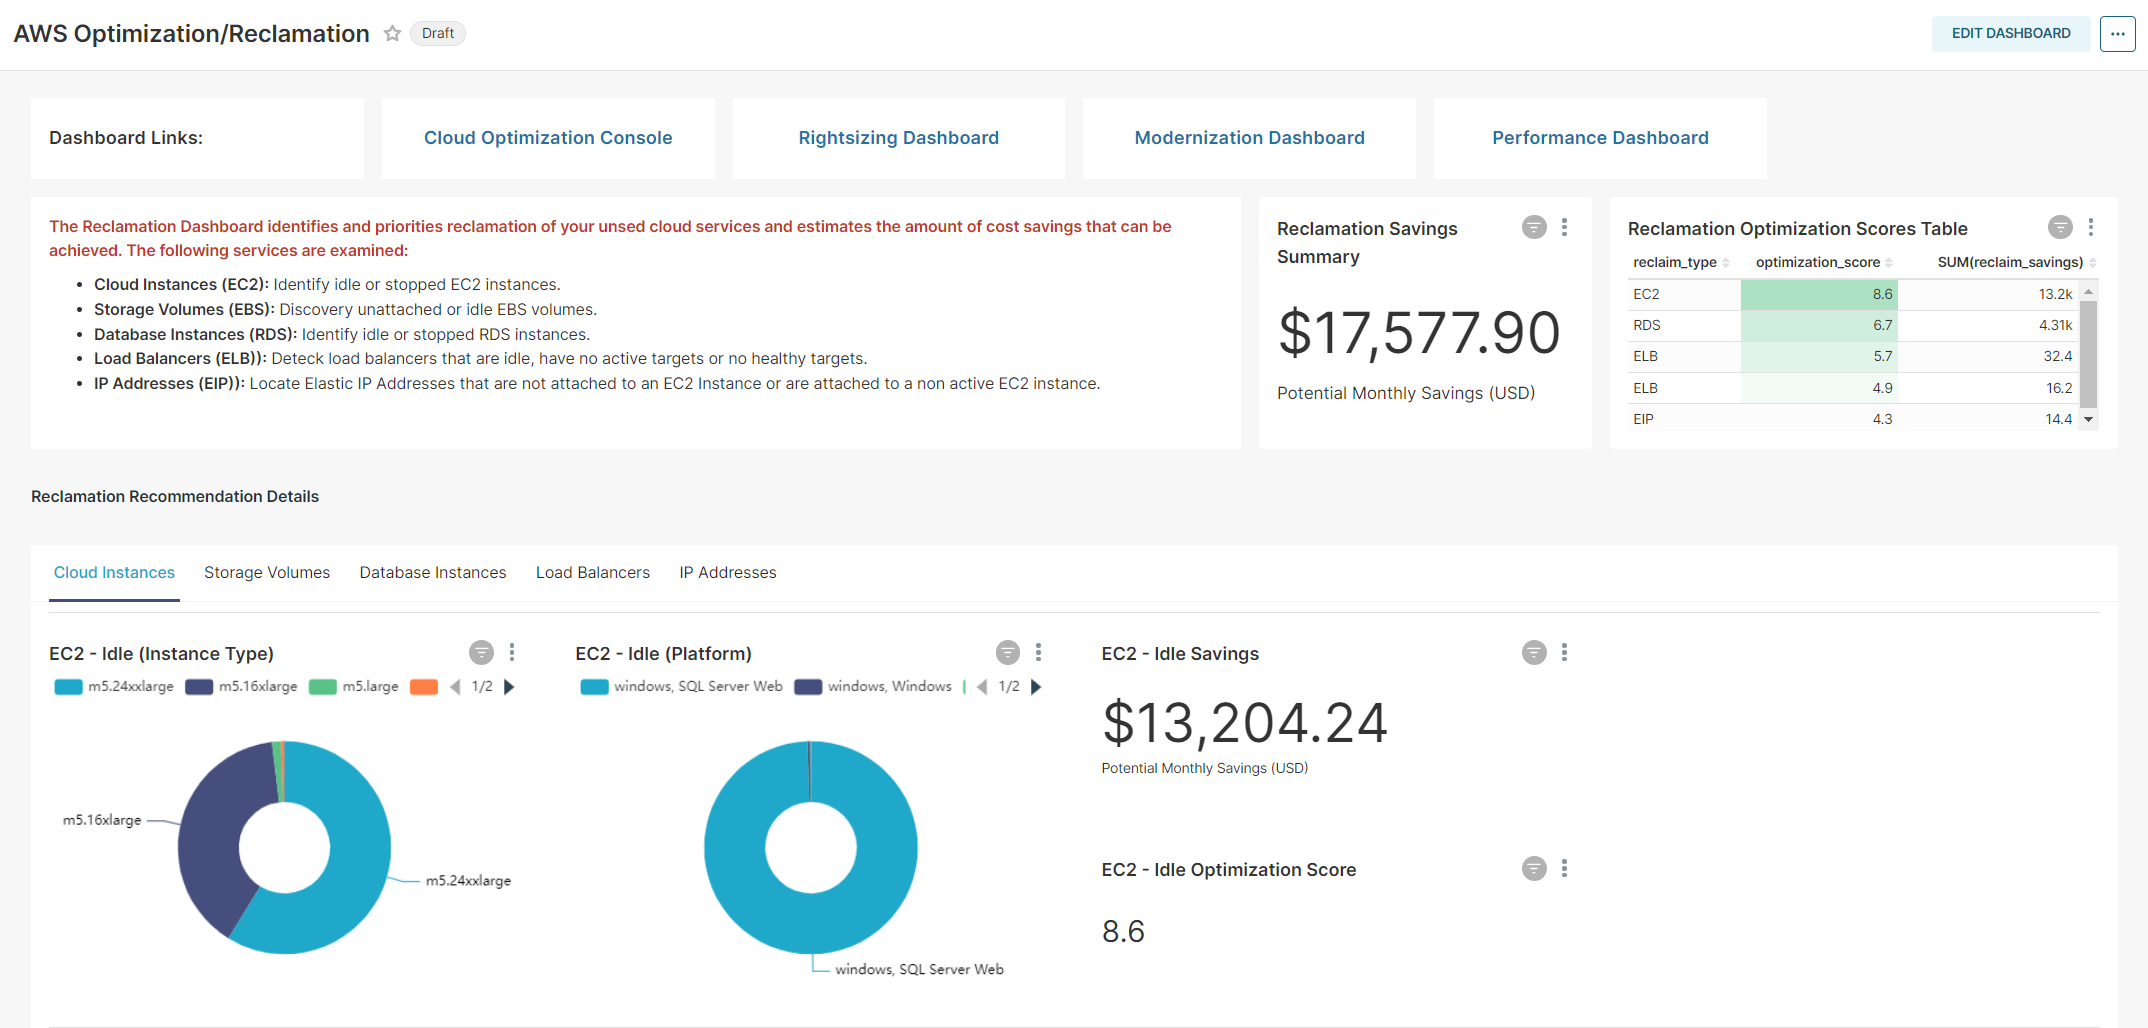 AWS Optimization/Reclamation
Draft
EDIT DASHBOARD
...
Dashboard Links:
Cloud Optimization Console
Rightsizing Dashboard
Modernization Dashboard
Performance Dashboard
The Reclamation Dashboard identifies and priorities reclamation of your unsed cloud services and estimates the amount of cost savings that can be
achieved. The following services are examined:
• Cloud Instances (EC2): Identify idle or stopped EC2 instances.
• Storage Volumes (EBS): Discovery unattached or idle EBS volumes.
• Database Instances (RDS): Identify idle or stopped RDS instances.
• Load Balancers (ELB)): Deteck load balancers that are idle, have no active targets or no healthy targets.
• IP Addresses (EIP)): Locate Elastic IP Addresses that are not attached to an EC2 Instance or are attached to a non active EC2 instance.
Reclamation Savings
Summary
$17,577.90
Potential Monthly Savings (USD)
Reclamation Optimization Scores Table
reclaim_type optimization_score SUM(reclaim_savings)
EC2 8.6 13.2k
RDS 6.7 4.31k
ELB 5.7 32.4
ELB 4.9 16.2
EIP 4.3 14.4
Reclamation Recommendation Details
Cloud Instances Storage Volumes Database Instances Load Balancers IP Addresses
EC2 - Idle (Instance Type)
m5.24xxlarge m5.16xlarge m5.large 1/2
m5.16xlarge
m5.24xxlarge
EC2 - Idle (Platform)
windows, SQL Server Web windows, Windows 1/2
windows, SQL Server Web
EC2 - Idle Savings
$13,204.24
Potential Monthly Savings (USD)
EC2 - Idle Optimization Score
8.6